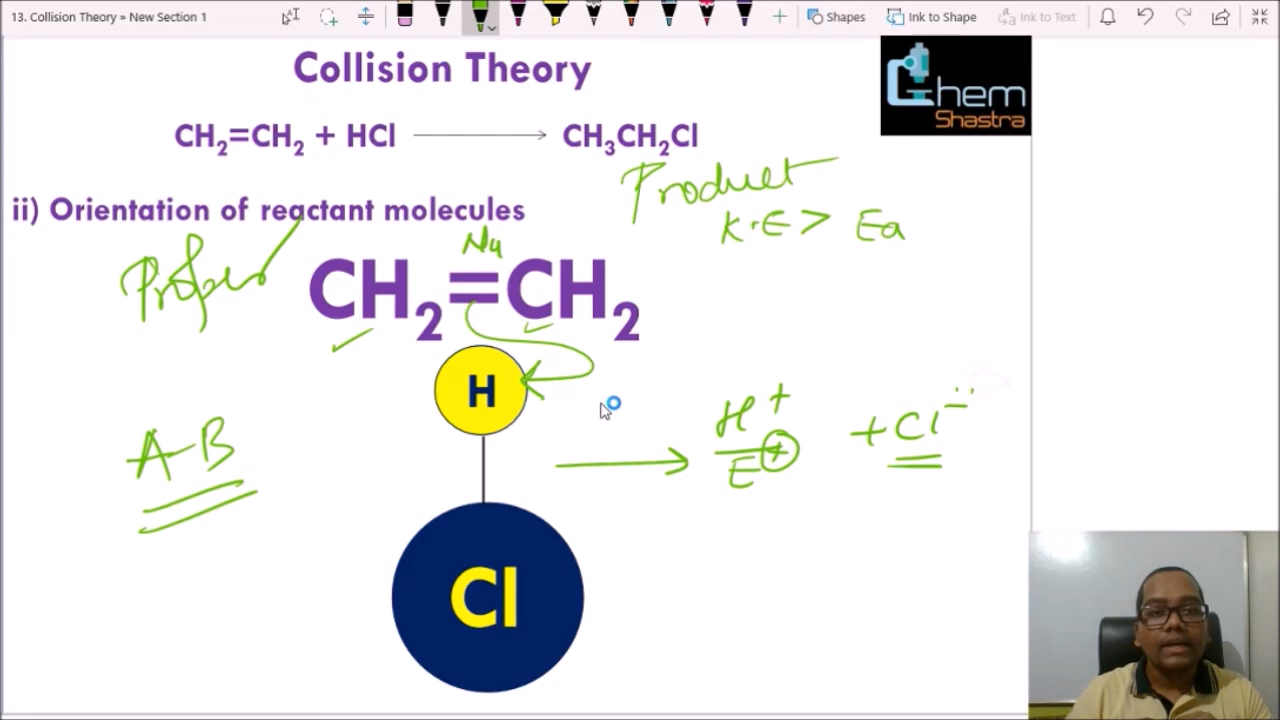 13. Collision Theory » New Section 1
Shapes
Ink to Shape
Ink to Text
Collision Theory
Chem
Shastra
CH₂=CH₂ + HCl ⟶ CH₃CH₂Cl
Product
ii) Orientation of reactant molecules
K.E > Ea
Proper
Nu
CH₂=CH₂
H
H⁺ + Cl⁻
A-B
E⁺
Cl